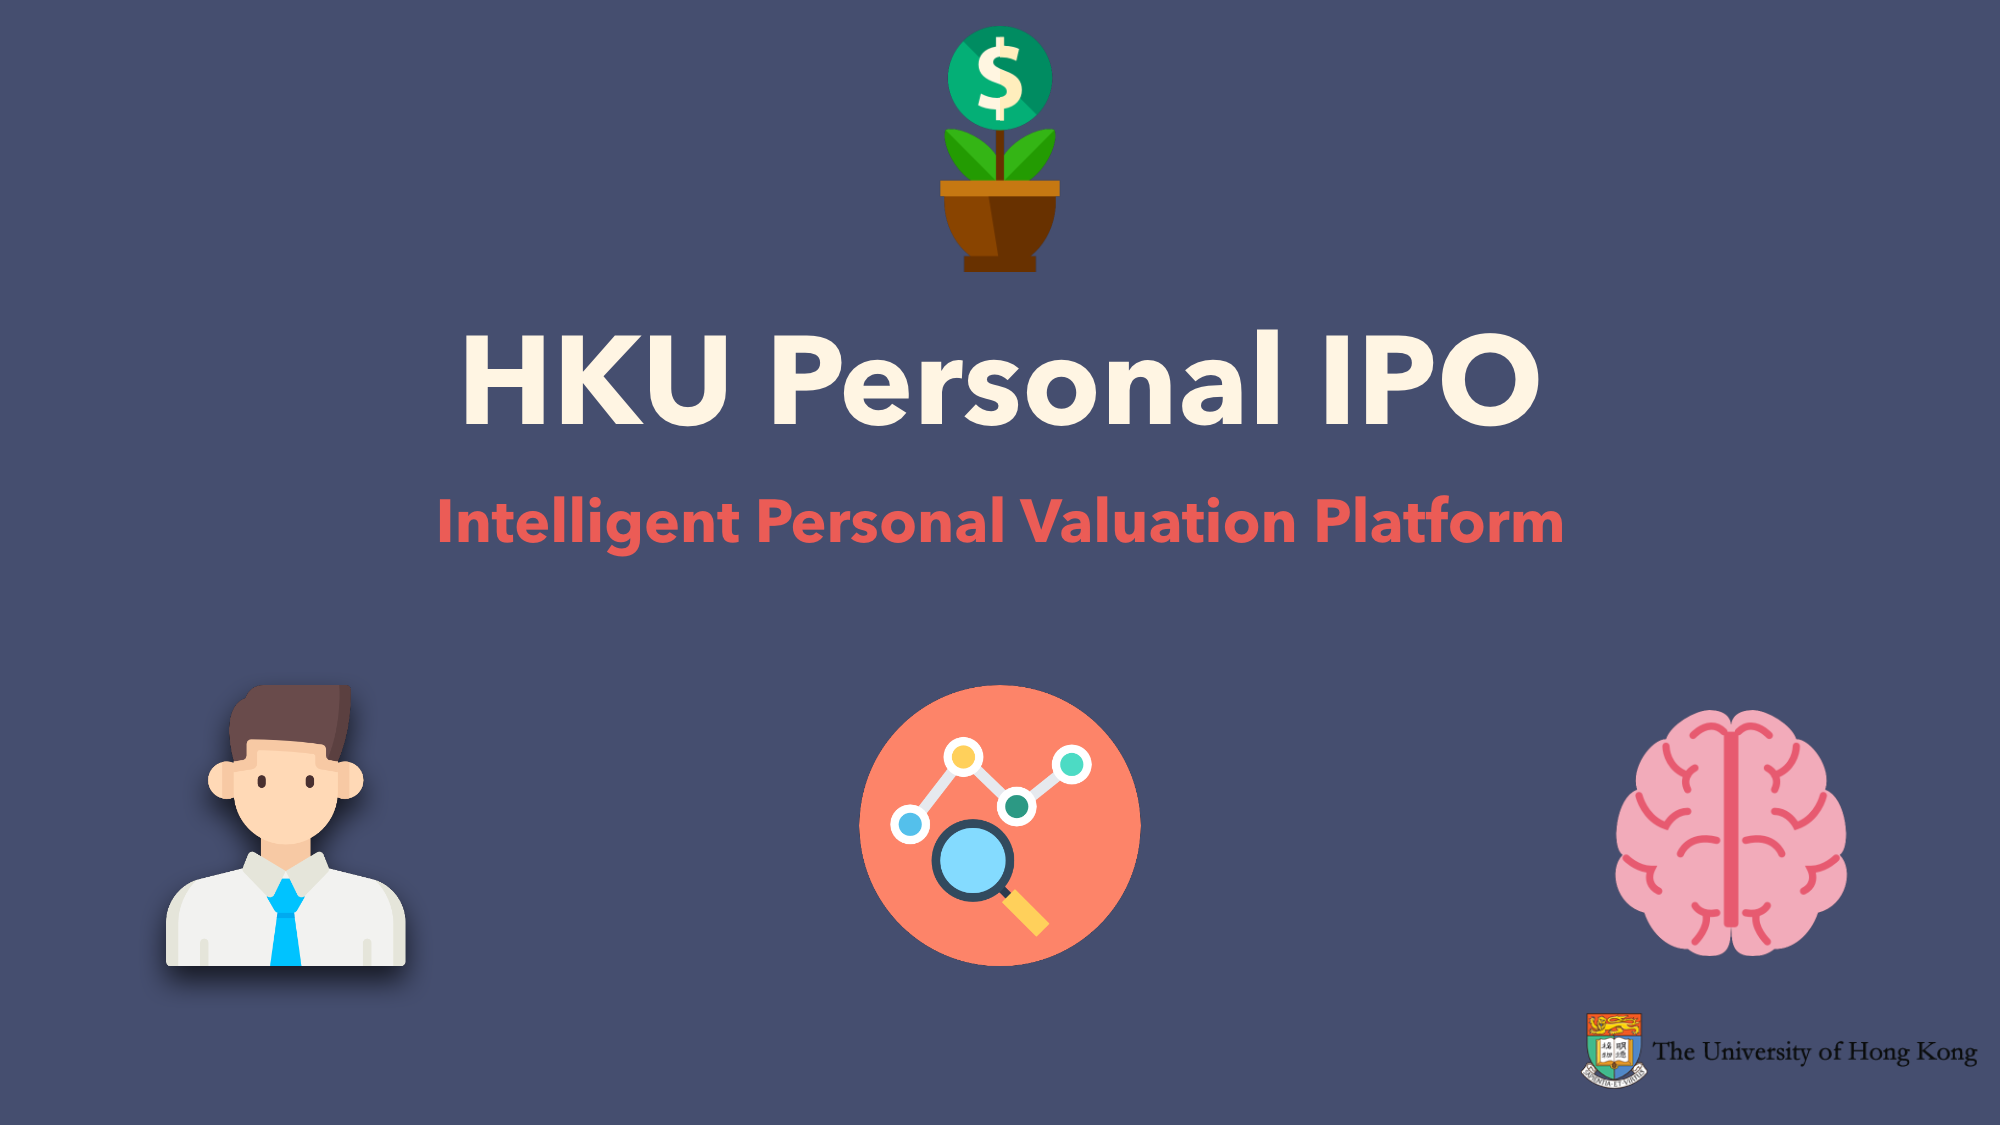 $
HKU Personal IPO
Intelligent Personal Valuation Platform
The University of Hong Kong